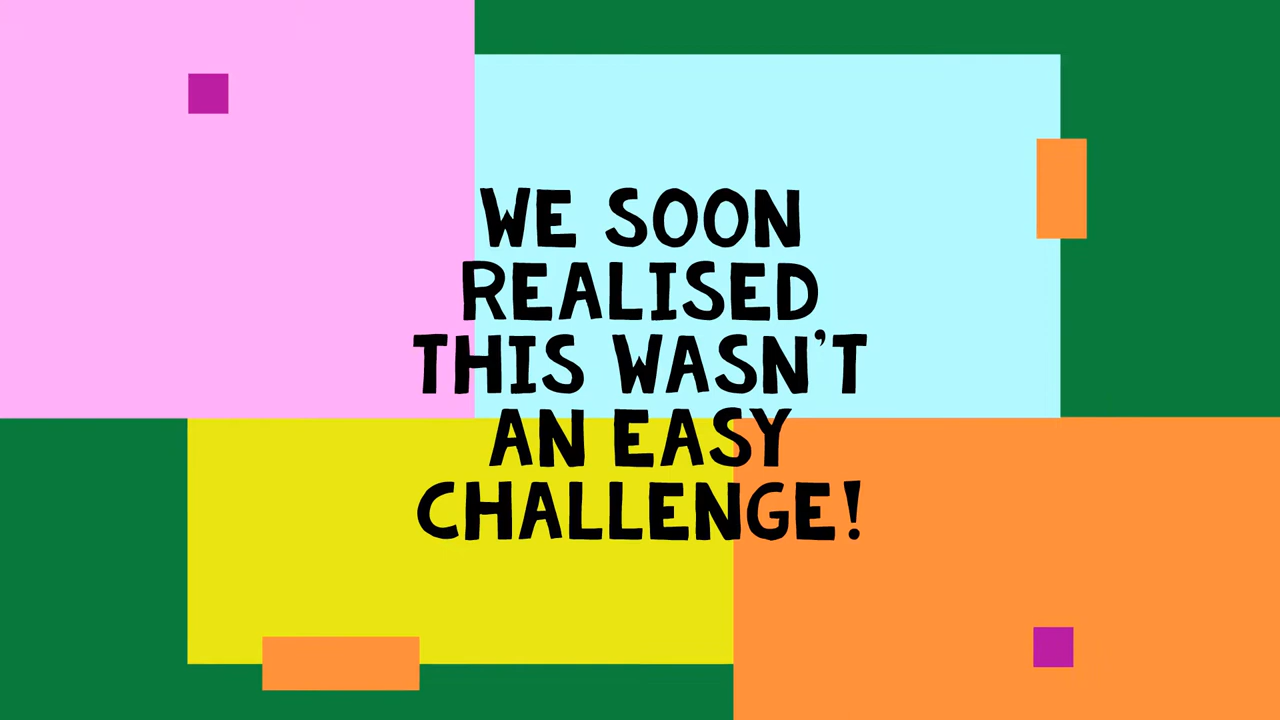 WE SOON
REALISED
THIS WASN'T
AN EASY
CHALLENGE!